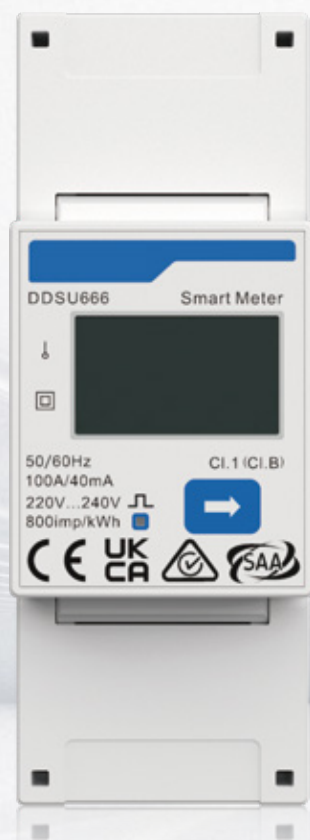 DDSU666 Smart Meter
50/60Hz Cl.1 (Cl.B)
100A/40mA
220V...240V
800imp/kWh
CE UK CA SAA